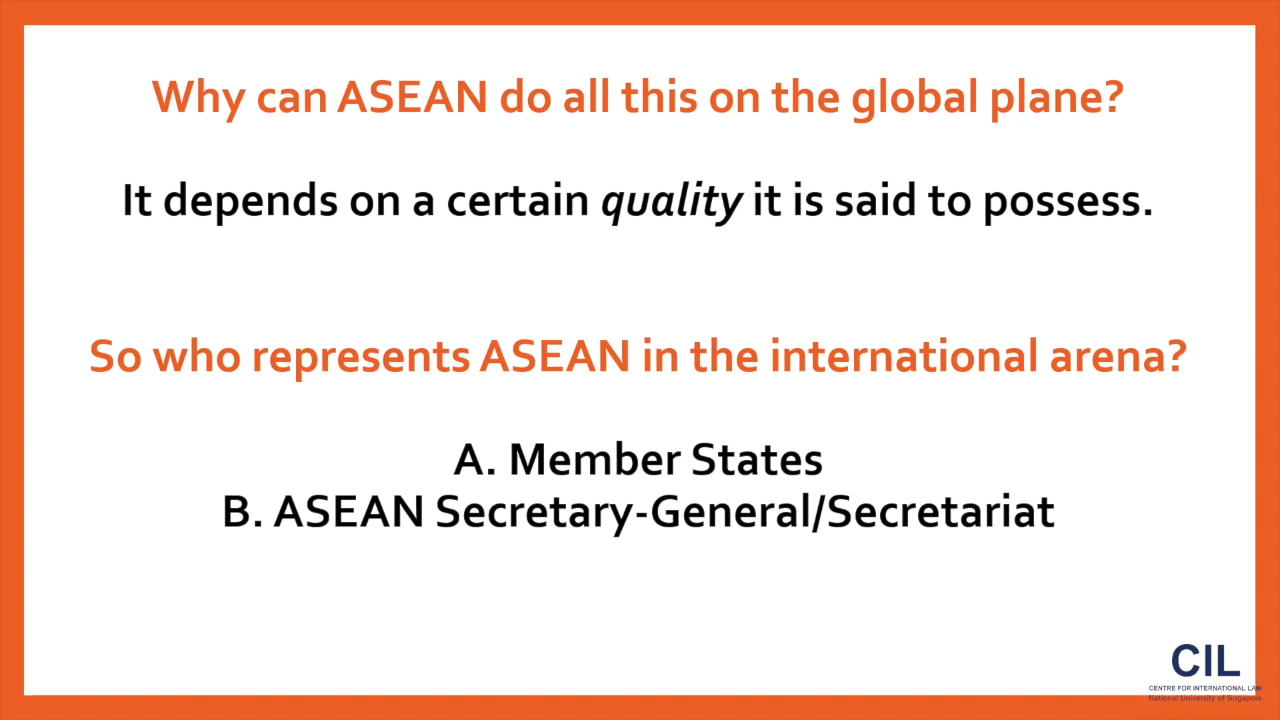 Why can ASEAN do all this on the global plane?
It depends on a certain quality it is said to possess.
So who represents ASEAN in the international arena?
A. Member States
B. ASEAN Secretary-General/Secretariat
CIL
CENTRE FOR INTERNATIONAL LAW
National University of Singapore